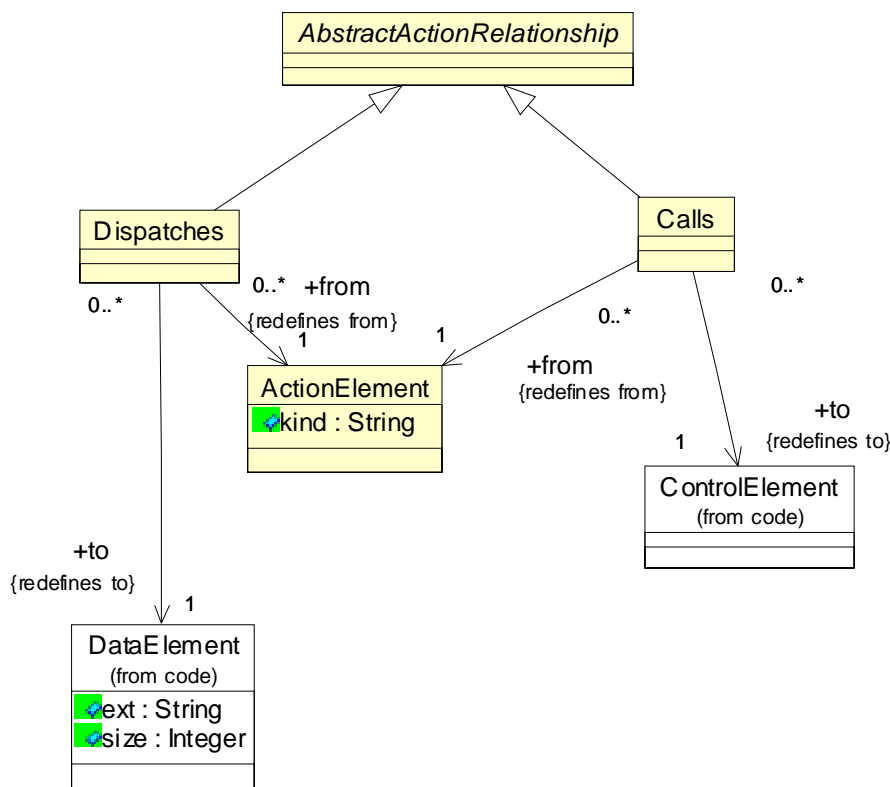 AbstractActionRelationship
Dispatches
Calls
0..*
0..*
+from
{redefines from}
1
1
0..*
0..*
+from
{redefines from}
ActionElement
kind : String
+to
{redefines to}
1
ControlElement
(from code)
+to
{redefines to}
1
DataElement
(from code)
ext : String
size : Integer